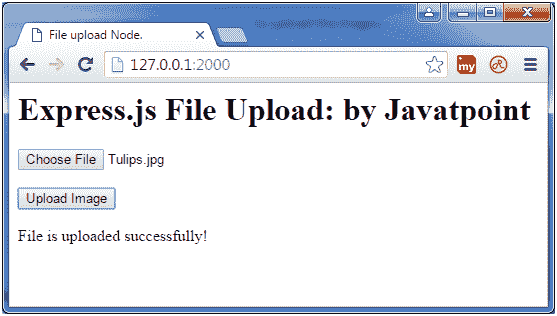 File upload Node.
127.0.0.1:2000
my
Express.js File Upload: by Javatpoint
Choose File Tulips.jpg
Upload Image
File is uploaded successfully!